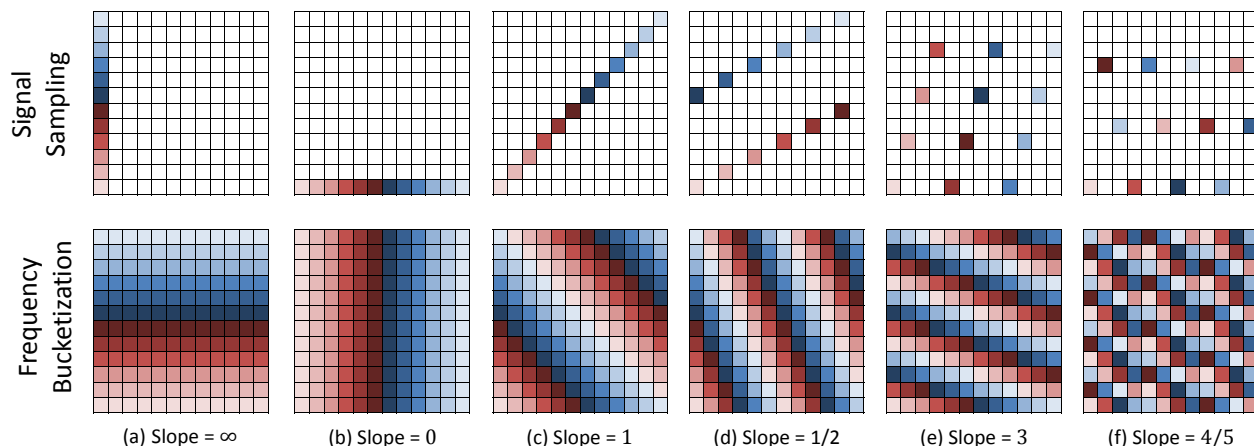 Signal
Sampling
Frequency
Bucketization
(a) Slope = ∞
(b) Slope = 0
(c) Slope = 1
(d) Slope = 1/2
(e) Slope = 3
(f) Slope = 4/5